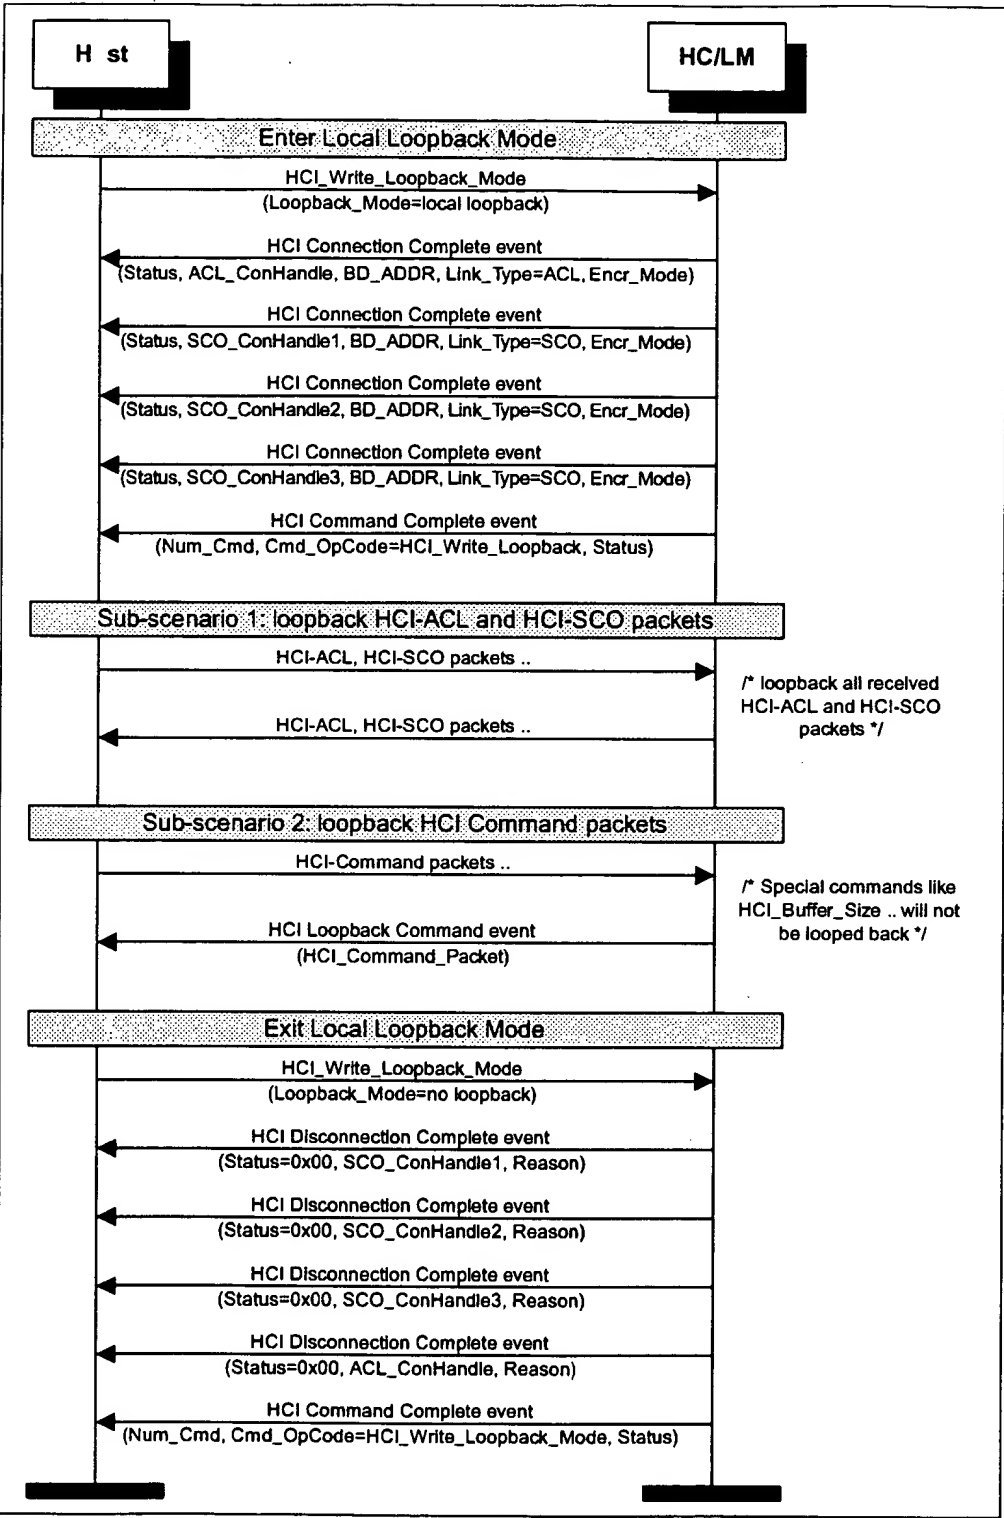 H st
HC/LM
Enter Local Loopback Mode
HCI_Write_Loopback_Mode
(Loopback_Mode=local loopback)
HCI Connection Complete event
(Status, ACL_ConHandle, BD_ADDR, Link_Type=ACL, Encr_Mode)
HCI Connection Complete event
(Status, SCO_ConHandle1, BD_ADDR, Link_Type=SCO, Encr_Mode)
HCI Connection Complete event
(Status, SCO_ConHandle2, BD_ADDR, Link_Type=SCO, Encr_Mode)
HCI Connection Complete event
(Status, SCO_ConHandle3, BD_ADDR, Link_Type=SCO, Encr_Mode)
HCI Command Complete event
(Num_Cmd, Cmd_OpCode=HCI_Write_Loopback, Status)
Sub-scenario 1: loopback HCI-ACL and HCI-SCO packets
HCI-ACL, HCI-SCO packets ..
/* loopback all received
HCI-ACL and HCI-SCO
packets */
HCI-ACL, HCI-SCO packets ..
Sub-scenario 2: loopback HCI Command packets
HCI-Command packets ..
/* Special commands like
HCI_Buffer_Size .. will not
be looped back */
HCI Loopback Command event
(HCI_Command_Packet)
Exit Local Loopback Mode
HCI_Write_Loopback_Mode
(Loopback_Mode=no loopback)
HCI Disconnection Complete event
(Status=0x00, SCO_ConHandle1, Reason)
HCI Disconnection Complete event
(Status=0x00, SCO_ConHandle2, Reason)
HCI Disconnection Complete event
(Status=0x00, SCO_ConHandle3, Reason)
HCI Disconnection Complete event
(Status=0x00, ACL_ConHandle, Reason)
HCI Command Complete event
(Num_Cmd, Cmd_OpCode=HCI_Write_Loopback_Mode, Status)